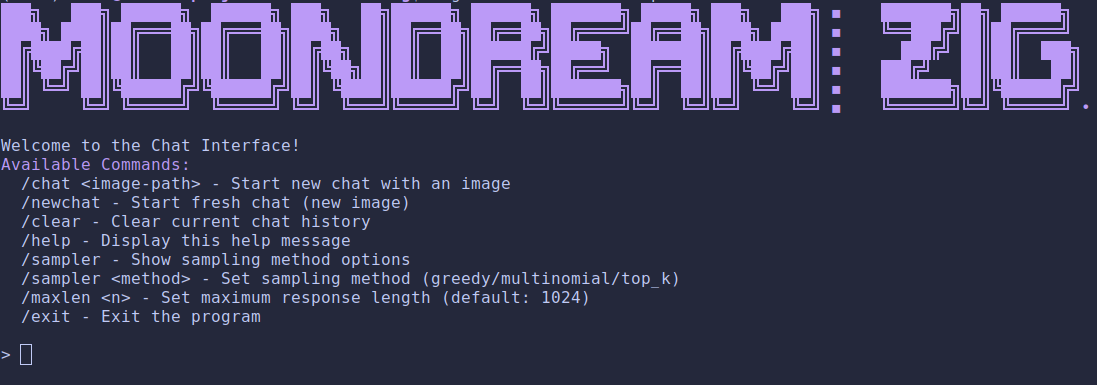 MOONDREAM: ZIG.
Welcome to the Chat Interface!
Available Commands:
/chat <image-path> - Start new chat with an image
/newchat - Start fresh chat (new image)
/clear - Clear current chat history
/help - Display this help message
/sampler - Show sampling method options
/sampler <method> - Set sampling method (greedy/multinomial/top_k)
/maxlen <n> - Set maximum response length (default: 1024)
/exit - Exit the program
>